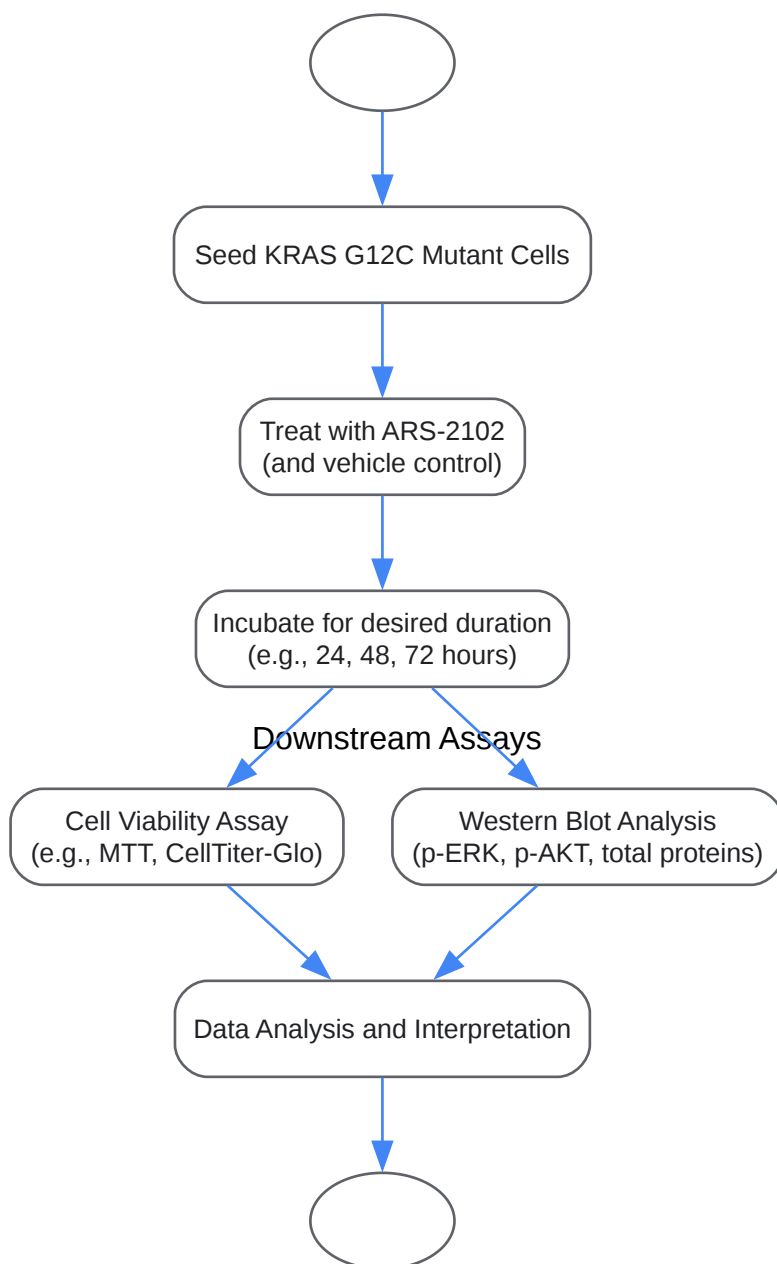 Seed KRAS G12C Mutant Cells
Treat with ARS-2102
(and vehicle control)
Incubate for desired duration
(e.g., 24, 48, 72 hours)
Downstream Assays
Cell Viability Assay
(e.g., MTT, CellTiter-Glo)
Western Blot Analysis
(p-ERK, p-AKT, total proteins)
Data Analysis and Interpretation